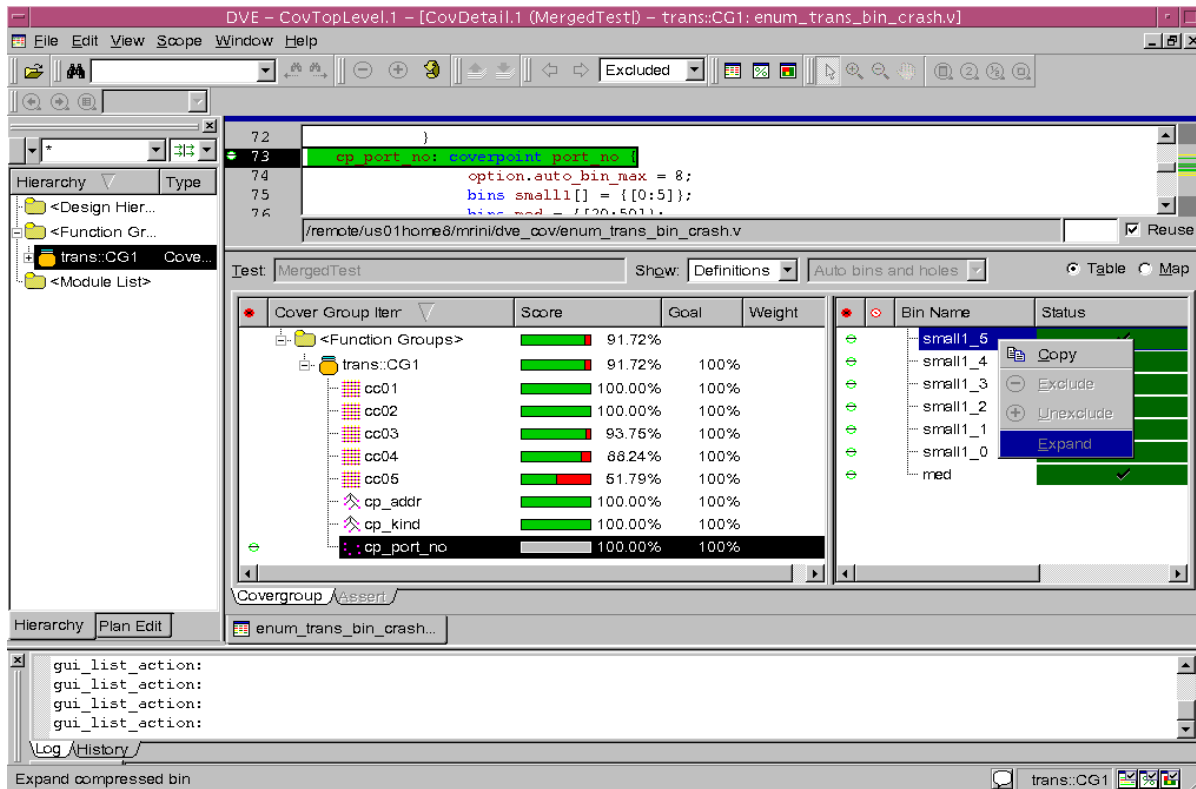 DVE – CovTopLevel.1 – [CovDetail.1 (MergedTest|) – trans::CG1: enum_trans_bin_crash.v]
File Edit View Scope Window Help
Excluded
72 }
73 cp_port_no: coverpoint port_no {
74 option.auto_bin_max = 8;
75 bins small1[] = {[0:5]};
76 bins med = {[20:50]};
/remote/us01home8/mrini/dve_cov/enum_trans_bin_crash.v
Reuse
*
Hierarchy Type
<Design Hier...
<Function Gr...
trans::CG1 Cove...
<Module List>
Hierarchy Plan Edit
Test: MergedTest Show: Definitions Auto bins and holes Table Map
Cover Group Item Score Goal Weight
<Function Groups> 91.72%
trans::CG1 91.72% 100%
cc01 100.00% 100%
cc02 100.00% 100%
cc03 93.75% 100%
cc04 88.24% 100%
cc05 51.79% 100%
cp_addr 100.00% 100%
cp_kind 100.00% 100%
cp_port_no 100.00% 100%
Bin Name Status
small1_5
small1_4
small1_3
small1_2
small1_1
small1_0
med
Copy
Exclude
Unexclude
Expand
Covergroup Assert
enum_trans_bin_crash...
gui_list_action:
gui_list_action:
gui_list_action:
gui_list_action:
Log History
Expand compressed bin
trans::CG1